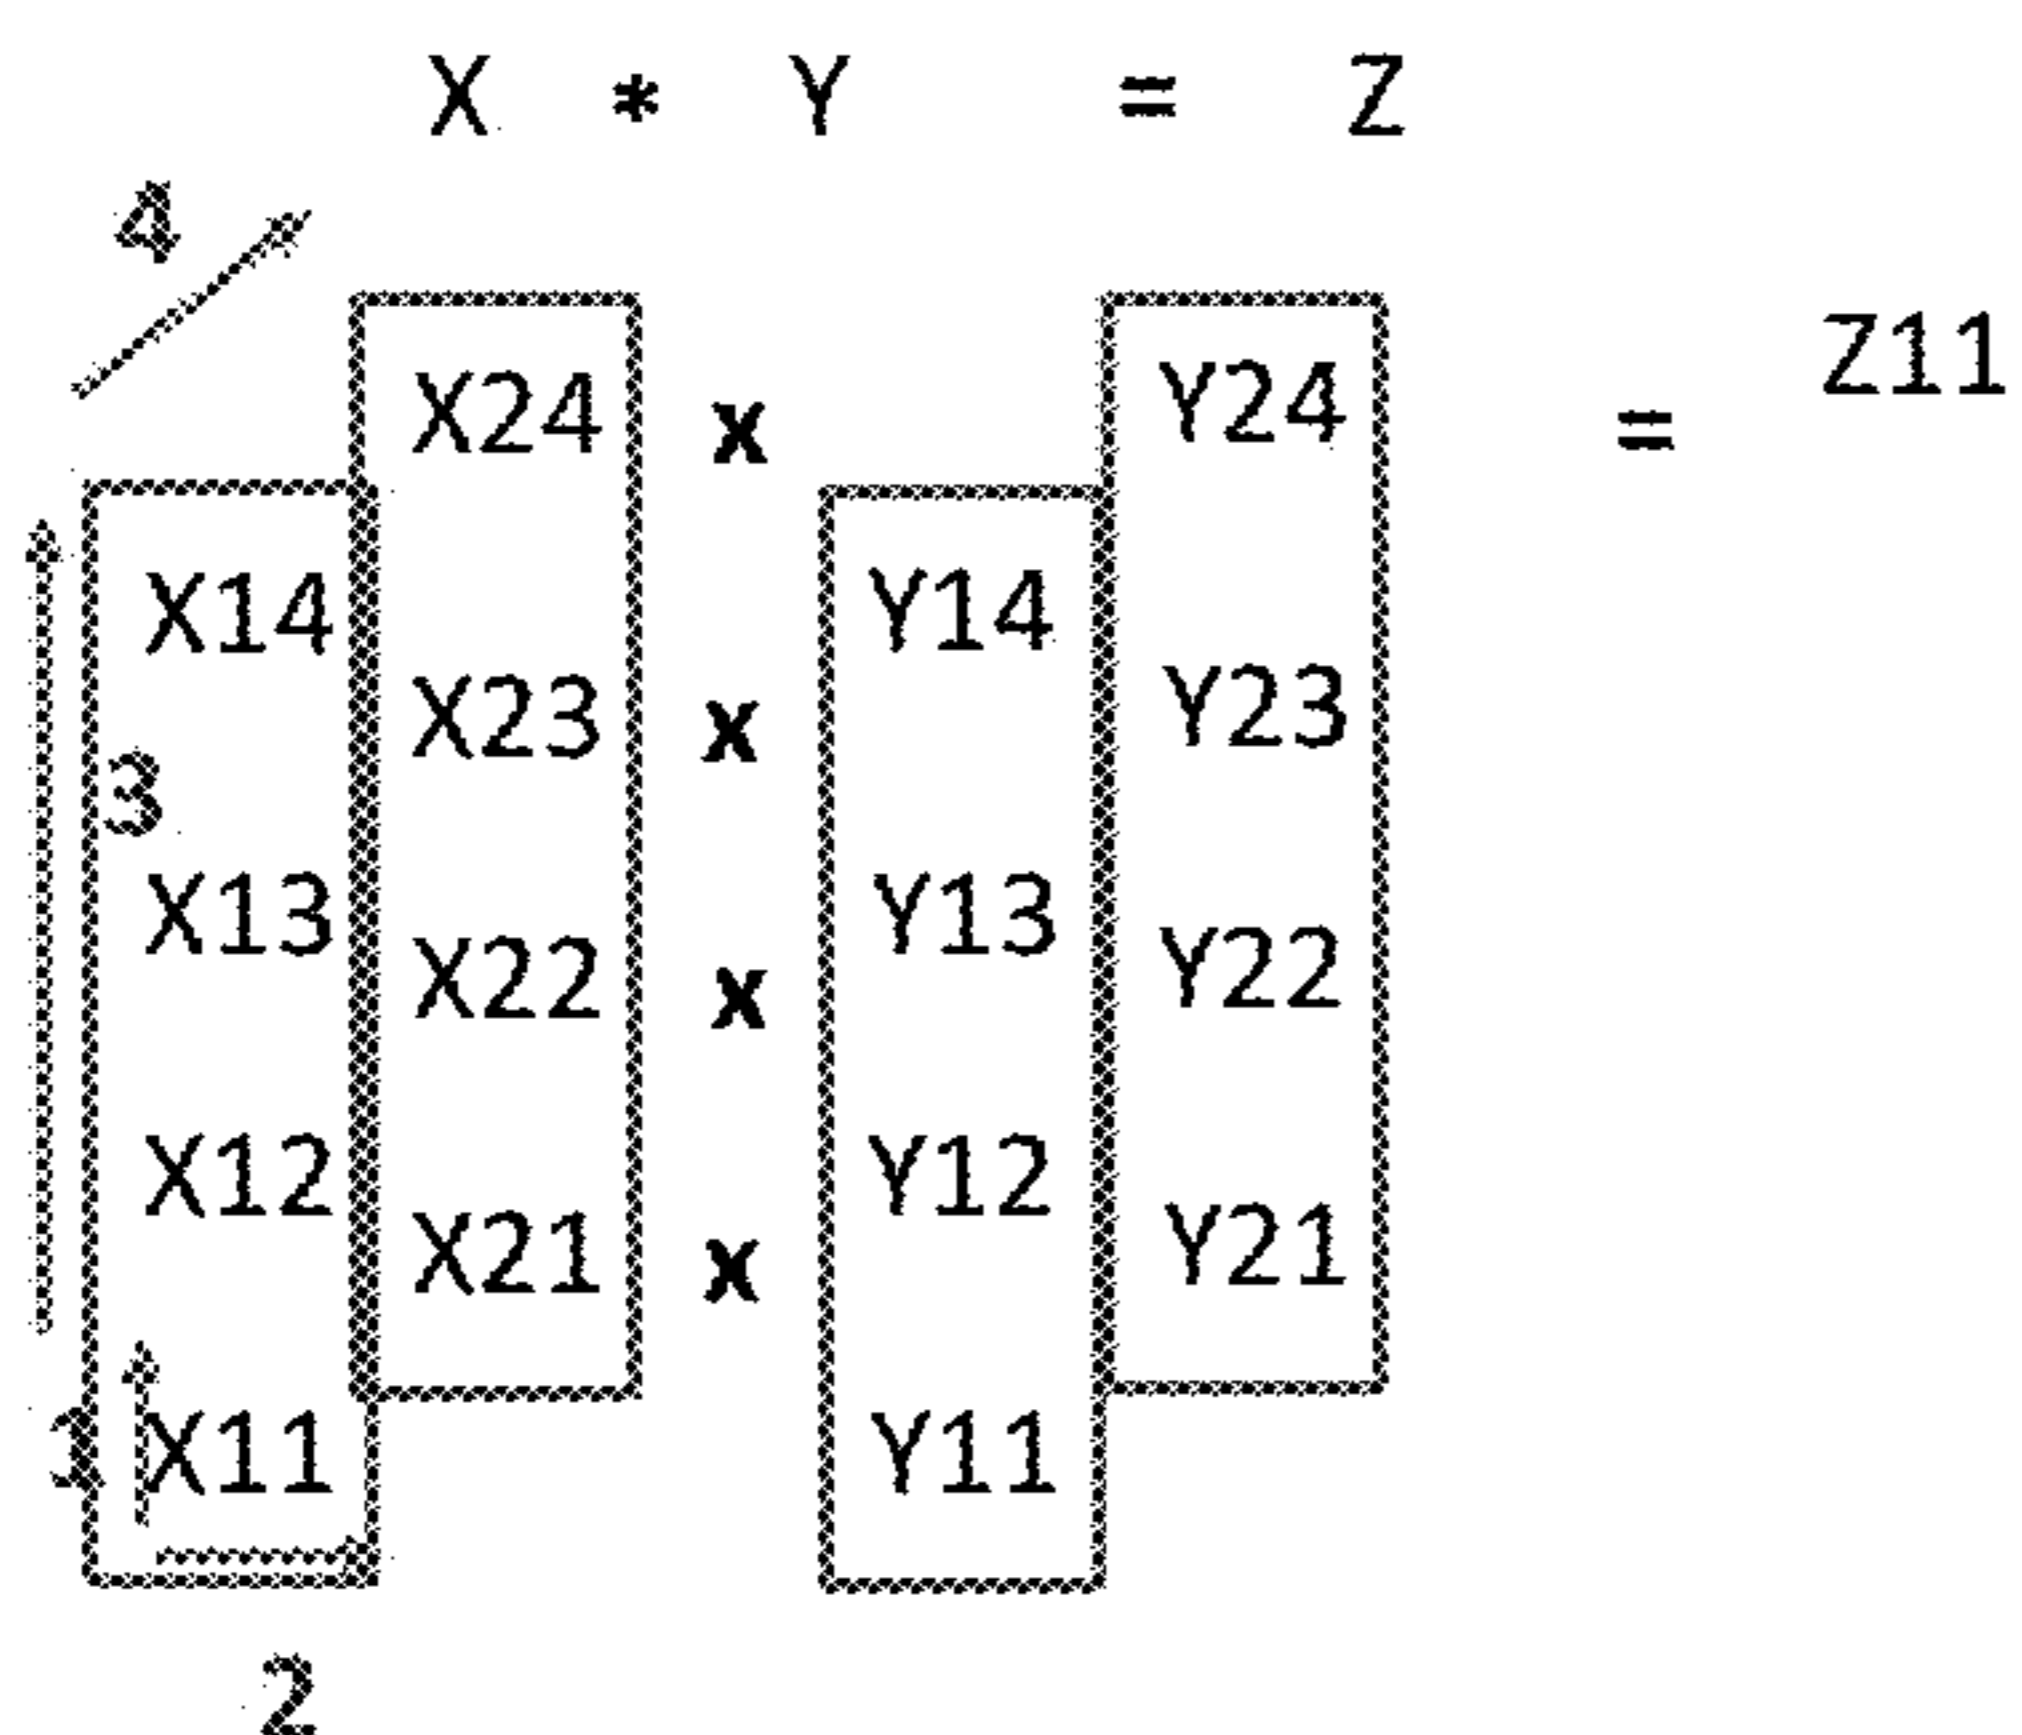 X * Y = Z
4
Z11
X24 x Y24 =
X14 Y14
X23 x Y23
3
X13 Y13
X22 x Y22
X12 Y12
X21 x Y21
1 X11 Y11
2